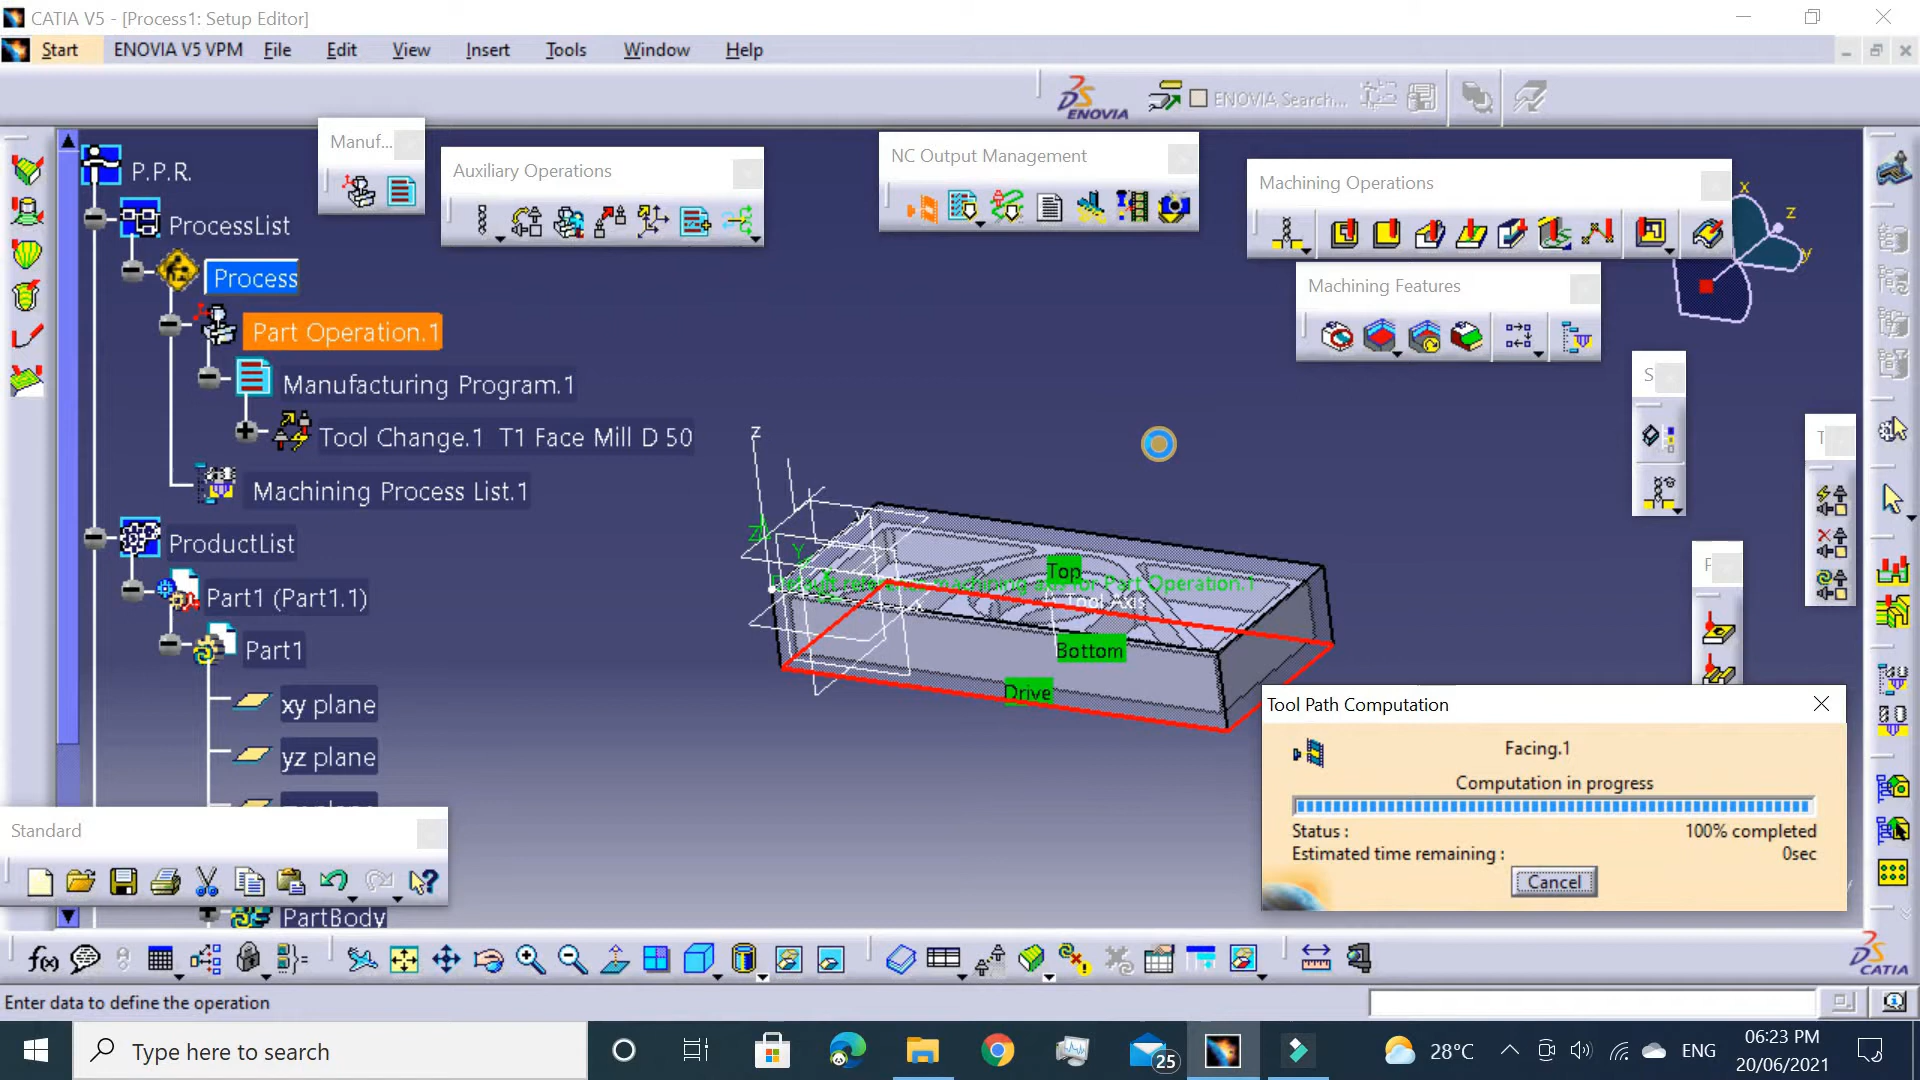 CATIA V5 - [Process1: Setup Editor]
Start ENOVIA V5 VPM File Edit View Insert Tools Window Help
ENOVIA
ENOVIA Search...
Manuf...
Auxiliary Operations
NC Output Management
Machining Operations
Machining Features
S
T
F
x
z
y
P.P.R.
ProcessList
Process
Part Operation.1
Manufacturing Program.1
Tool Change.1 T1 Face Mill D 50
Machining Process List.1
ProductList
Part1 (Part1.1)
Part1
xy plane
yz plane
PartBody
z
Z
Y
Top
Tool Axis
Bottom
Drive
Tool Path Computation
Facing.1
Computation in progress
Status :
100% completed
Estimated time remaining :
0sec
Cancel
Standard
f(x)
CATIA
Enter data to define the operation
Type here to search
25
28°C
ENG
06:23 PM
20/06/2021